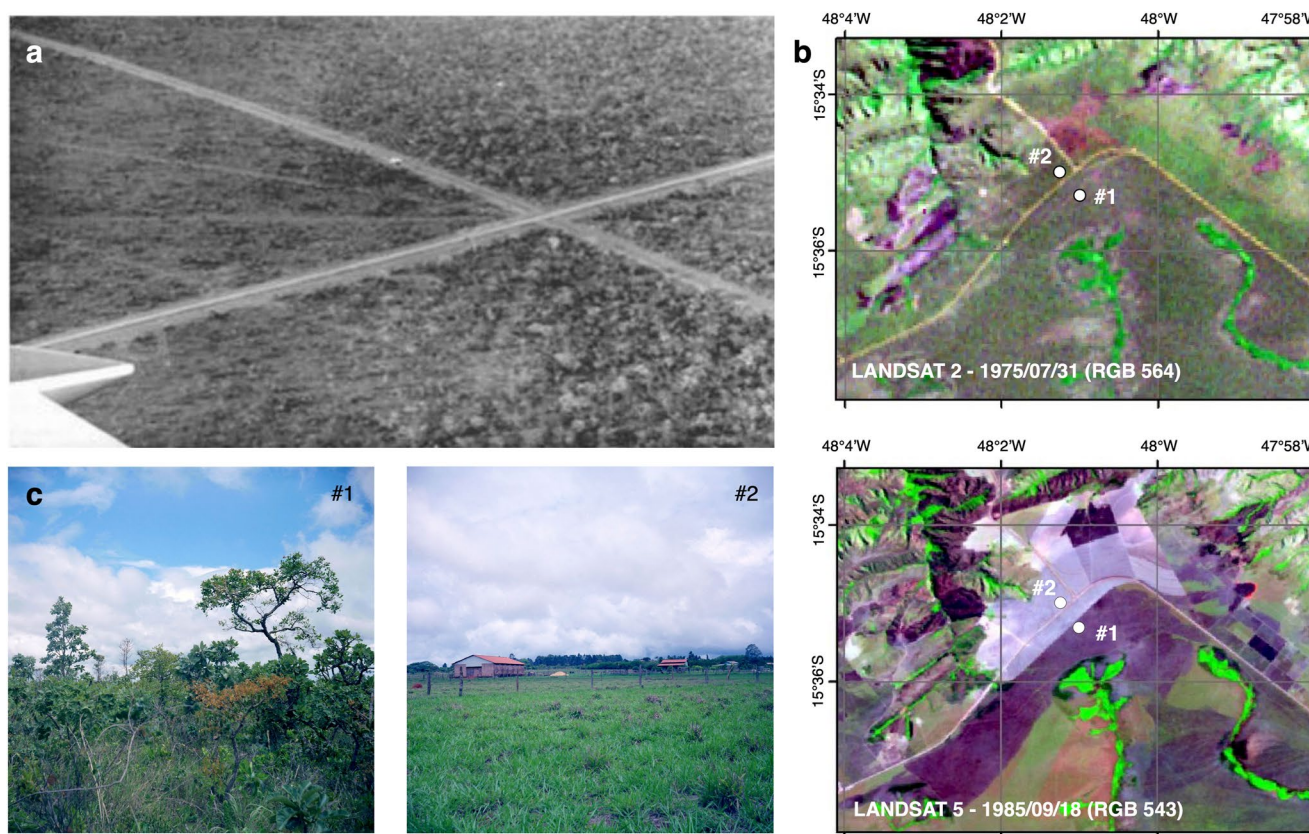 a
b
48°4'W 48°2'W 48°W 47°58'W
15°34'S
#2
#1
15°36'S
LANDSAT 2 - 1975/07/31 (RGB 564)
c
#1
#2
48°4'W 48°2'W 48°W 47°58'W
15°34'S
#2
#1
15°36'S
LANDSAT 5 - 1985/09/18 (RGB 543)